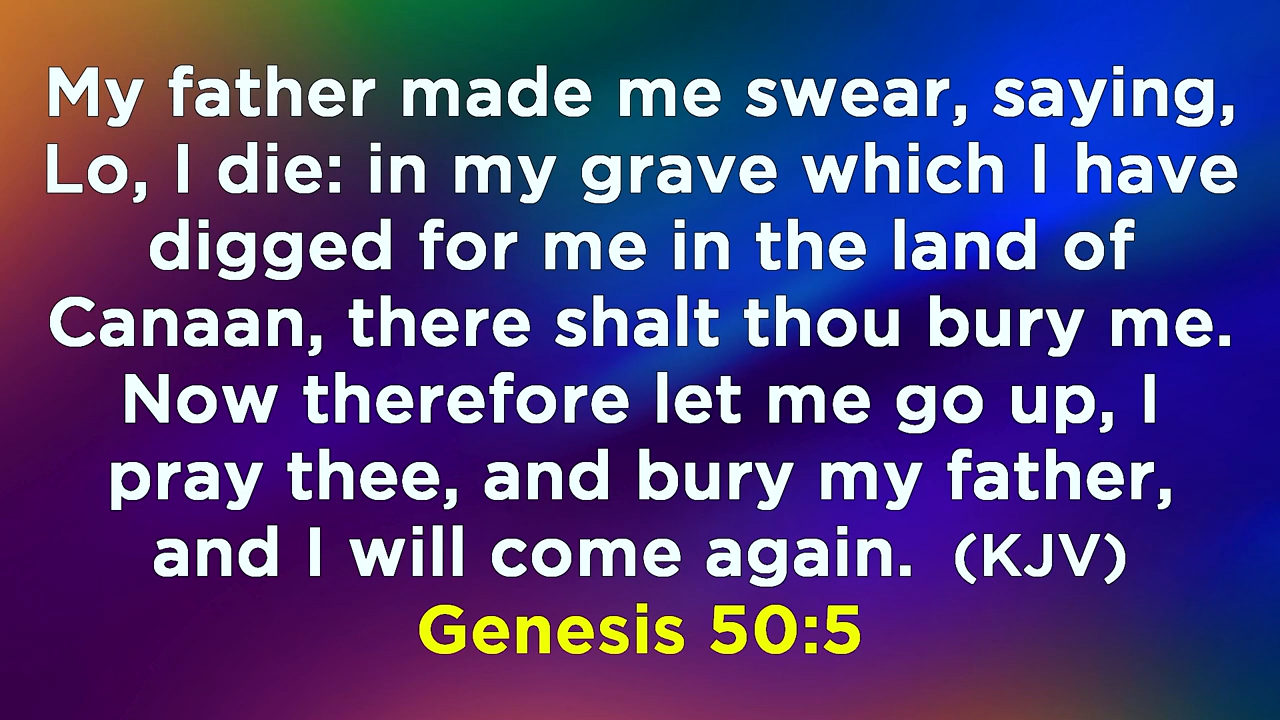 My father made me swear, saying,
Lo, I die: in my grave which I have
digged for me in the land of
Canaan, there shalt thou bury me.
Now therefore let me go up, I
pray thee, and bury my father,
and I will come again. (KJV)
Genesis 50:5